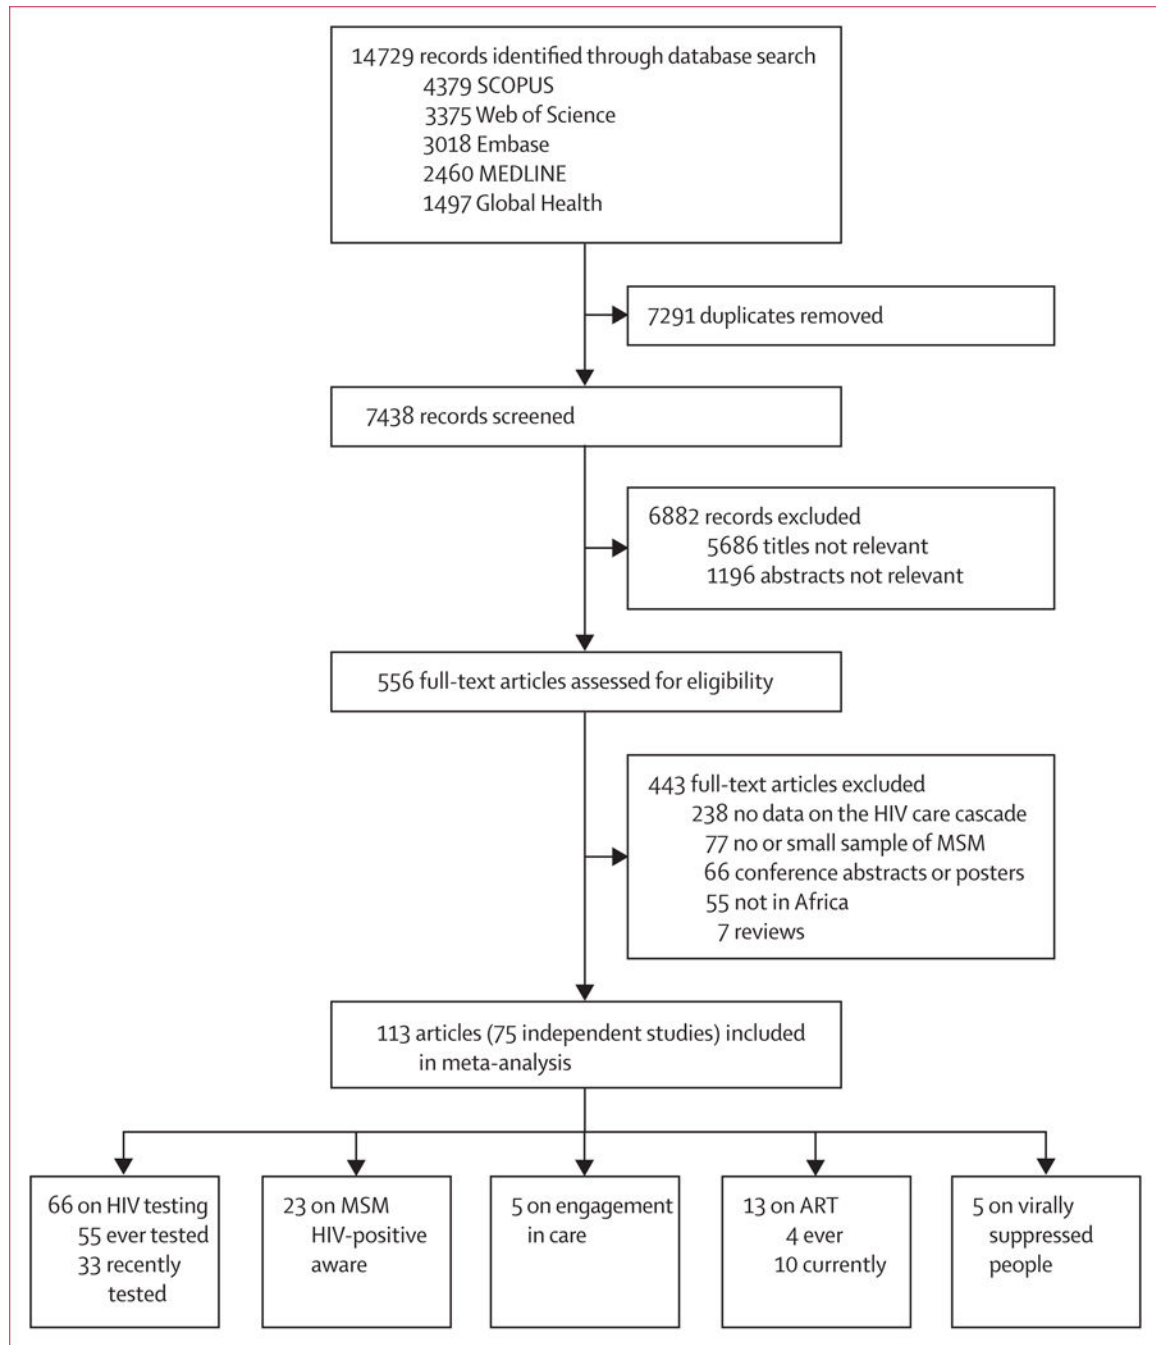 14729 records identified through database search
4379 SCOPUS
3375 Web of Science
3018 Embase
2460 MEDLINE
1497 Global Health
7291 duplicates removed
7438 records screened
6882 records excluded
5686 titles not relevant
1196 abstracts not relevant
556 full-text articles assessed for eligibility
443 full-text articles excluded
238 no data on the HIV care cascade
77 no or small sample of MSM
66 conference abstracts or posters
55 not in Africa
7 reviews
113 articles (75 independent studies) included
in meta-analysis
66 on HIV testing
55 ever tested
33 recently
tested
23 on MSM
HIV-positive
aware
5 on engagement
in care
13 on ART
4 ever
10 currently
5 on virally
suppressed
people